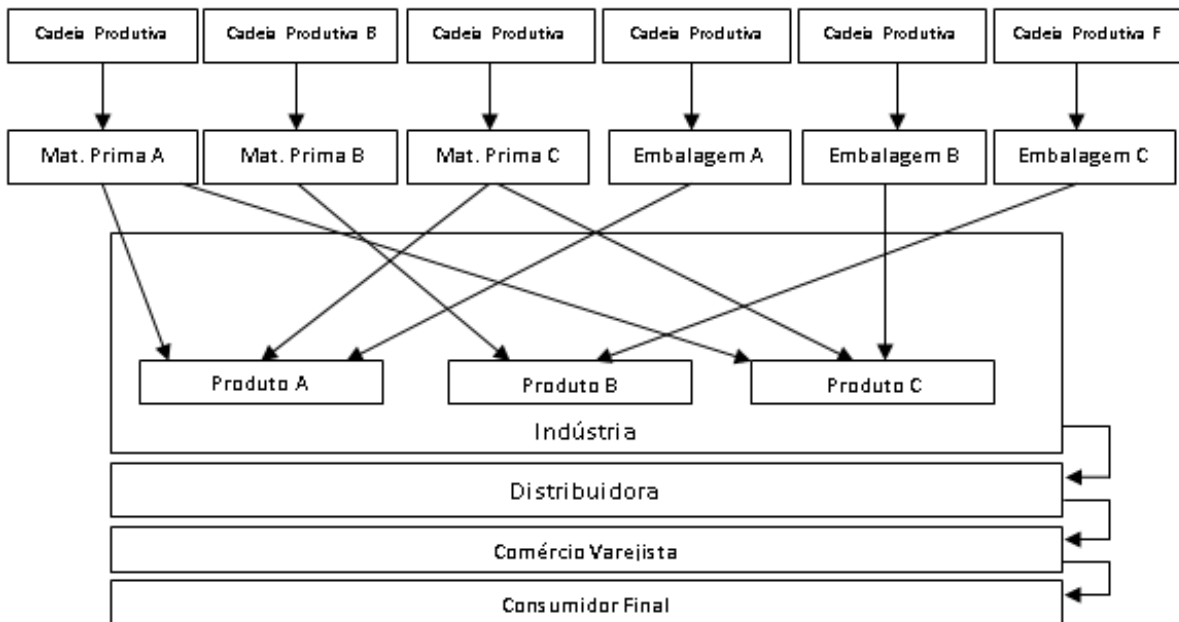 Cadeia Produtiva
Cadeia Produtiva B
Cadeia Produtiva
Cadeia Produtiva
Cadeia Produtiva
Cadeia Produtiva F
Mat. Prima A
Mat. Prima B
Mat. Prima C
Embalagem A
Embalagem B
Embalagem C
Produto A
Produto B
Produto C
Indústria
Distribuidora
Comércio Varejista
Consumidor Final